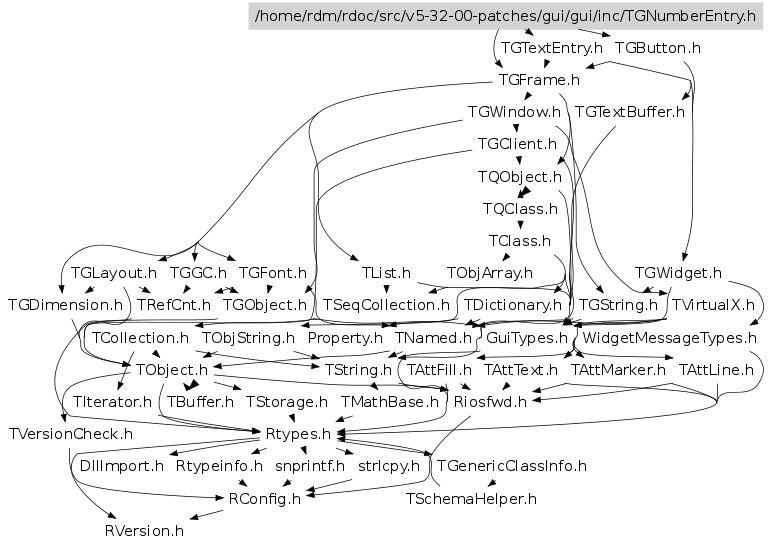 /home/rdm/rdoc/src/v5-32-00-patches/gui/gui/inc/TGNumberEntry.h
TGTextEntry.h TGButton.h
TGFrame.h
TGWindow.h TGTextBuffer.h
TGClient.h
TQObject.h
TQClass.h
TClass.h
TGLayout.h TGGC.h TGFont.h TList.h TObjArray.h TGWidget.h
TGDimension.h TRefCnt.h TGObject.h TSeqCollection.h TDictionary.h TGString.h TVirtualX.h
TCollection.h TObjString.h Property.h TNamed.h GuiTypes.h WidgetMessageTypes.h
TObject.h TString.h TAttFill.h TAttText.h TAttMarker.h TAttLine.h
TIterator.h TBuffer.h TStorage.h TMathBase.h Riosfwd.h
TVersionCheck.h Rtypes.h
DllImport.h Rtypeinfo.h snprintf.h strlcpy.h TGenericClassInfo.h
RConfig.h TSchemaHelper.h
RVersion.h